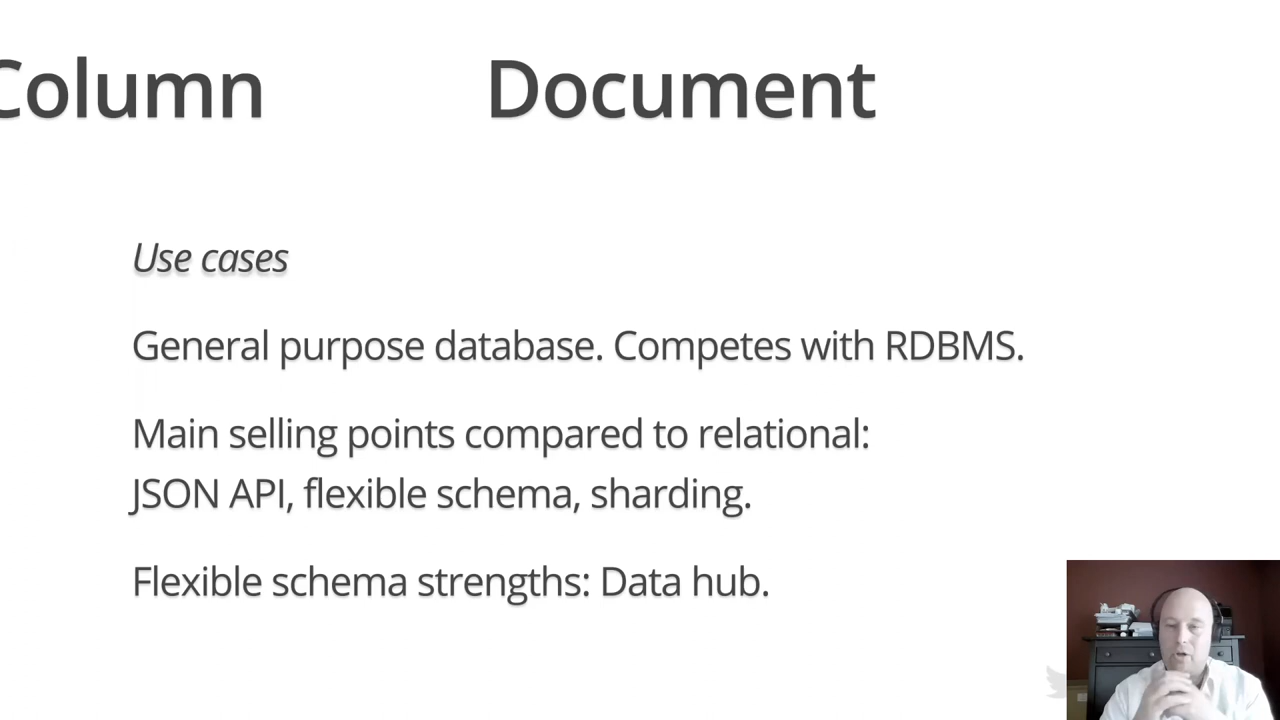 Column Document
Use cases
General purpose database. Competes with RDBMS.
Main selling points compared to relational:
JSON API, flexible schema, sharding.
Flexible schema strengths: Data hub.